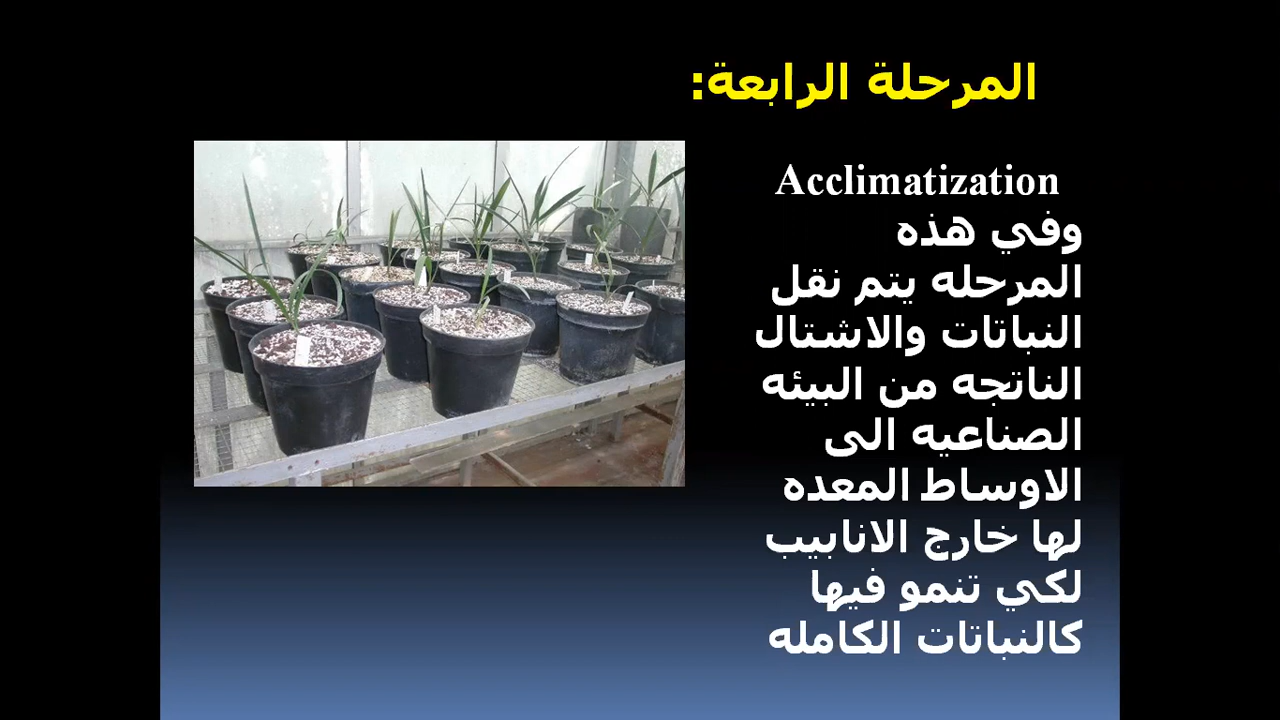 المرحلة الرابعة:
Acclimatization
وفي هذه
المرحله يتم نقل
النباتات والاشتال
الناتجه من البيئه
الصناعيه الى
الاوساط المعده
لها خارج الانابيب
لكي تنمو فيها
كالنباتات الكامله